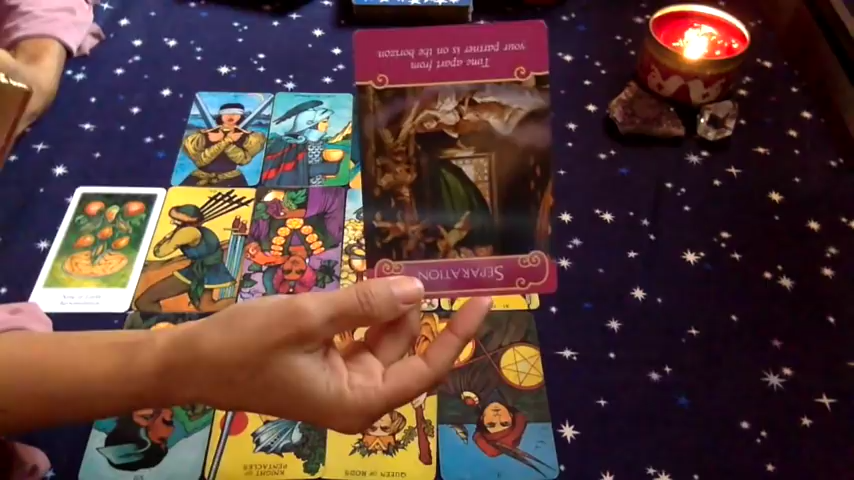 SEPARATION
Time apart from
your partner is on the horizon
KNIGHT OF PENTACLES
QUEEN OF RODS